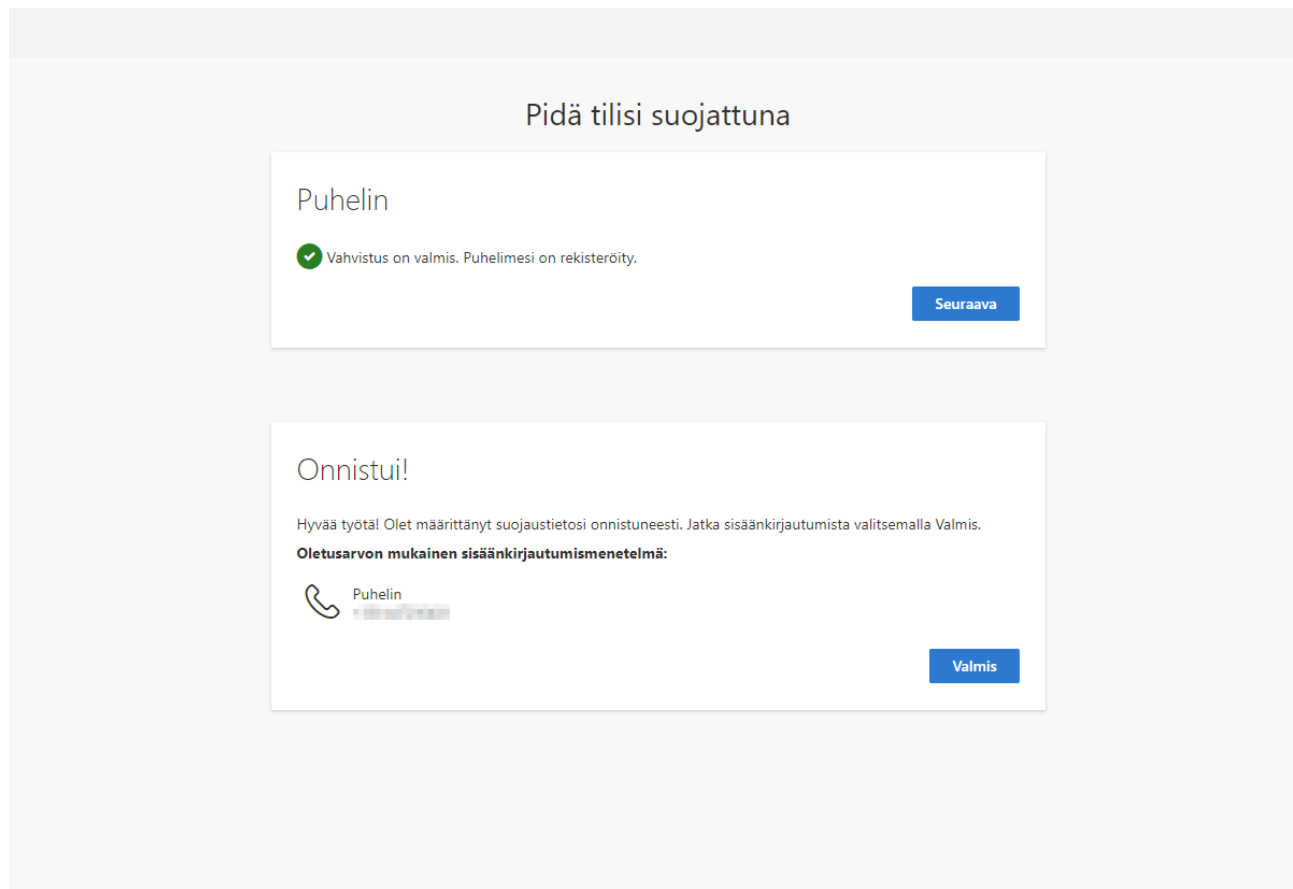 Pidä tilisi suojattuna
Puhelin
Vahvistus on valmis. Puhelimesi on rekisteröity.
Seuraava
Onnistui!
Hyvää työtä! Olet määrittänyt suojaustietosi onnistuneesti. Jatka sisäänkirjautumista valitsemalla Valmis.
Oletusarvon mukainen sisäänkirjautumismenetelmä:
Puhelin
Valmis